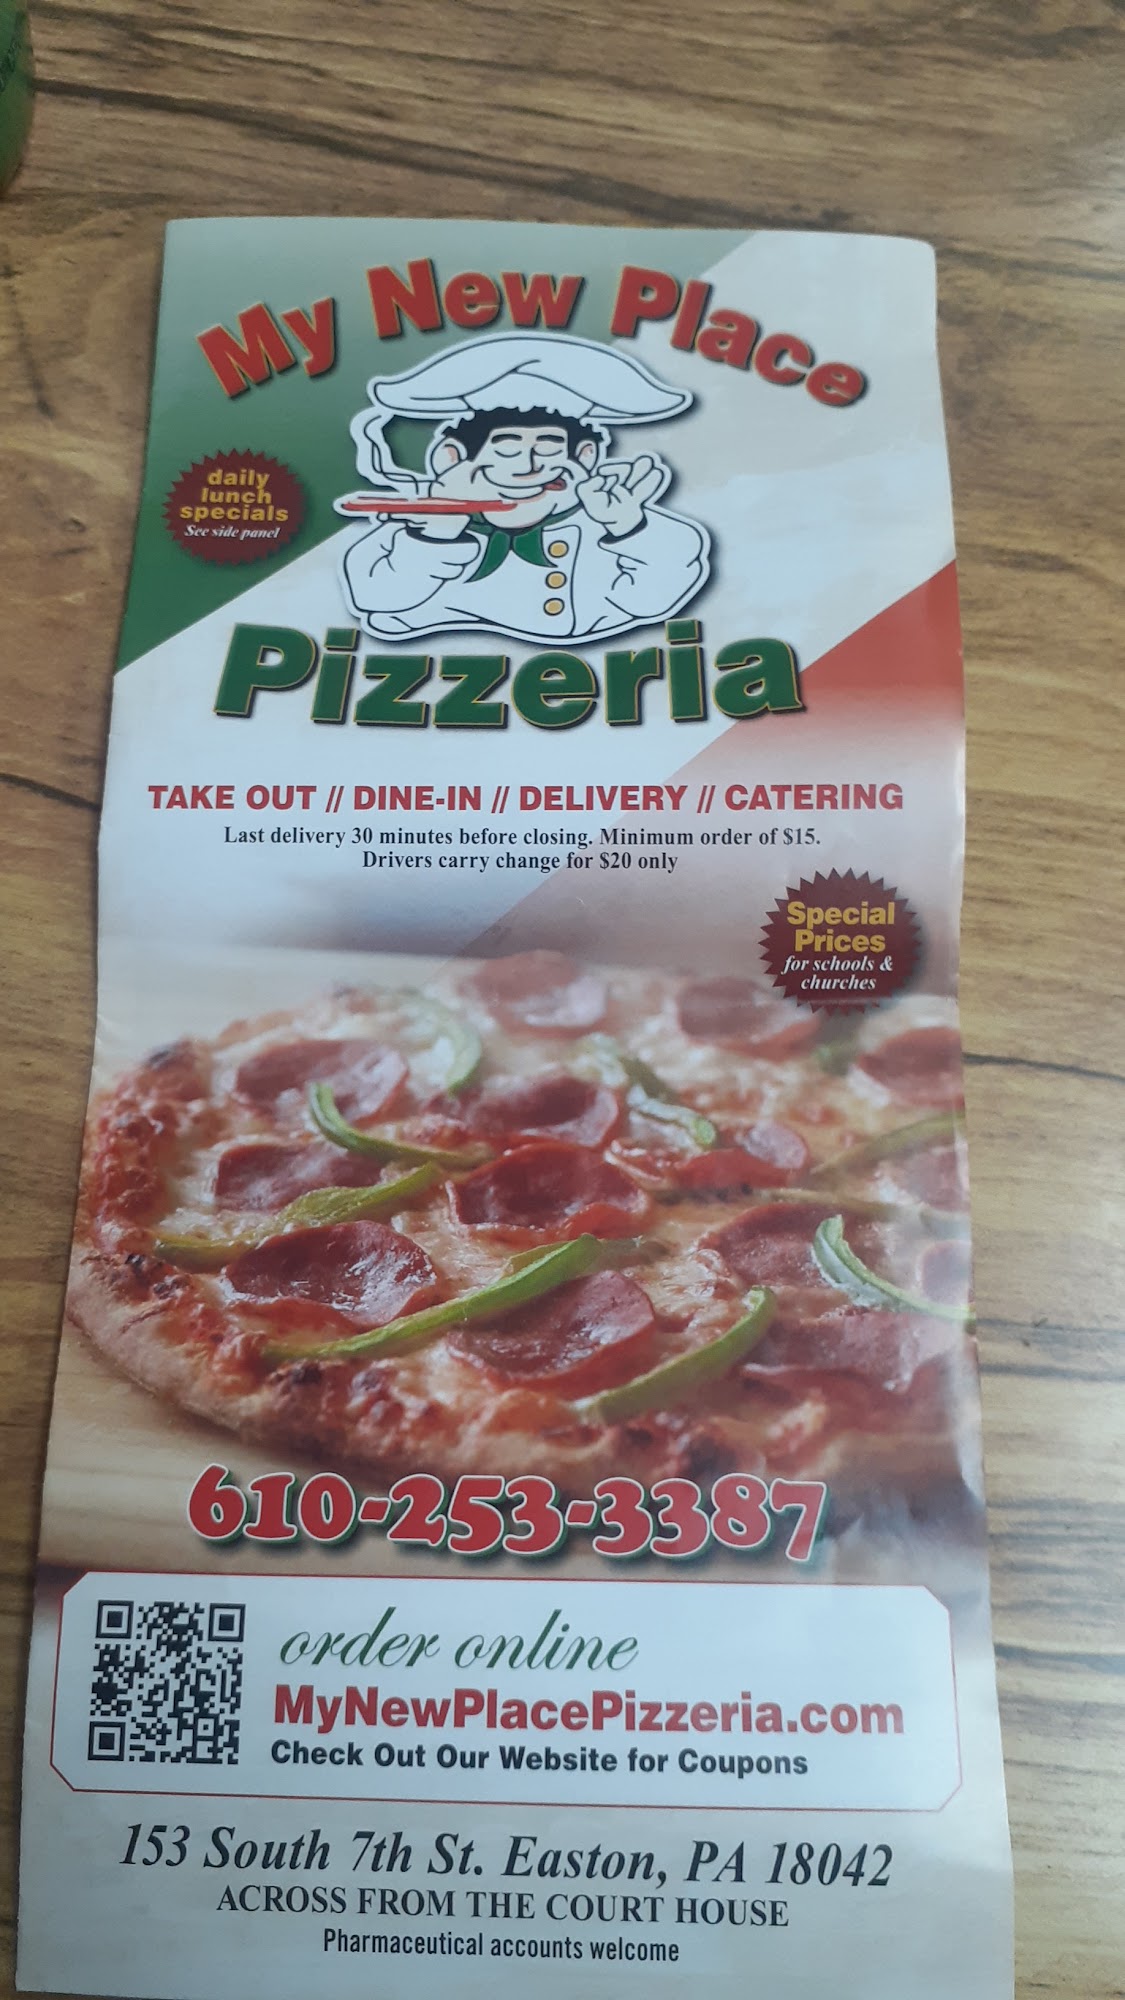 My New Place
daily
lunch
specials
See side panel
Pizzeria
TAKE OUT // DINE-IN // DELIVERY // CATERING
Last delivery 30 minutes before closing. Minimum order of $15.
Drivers carry change for $20 only
Special
Prices
for schools &
churches
610-253-3387
order online
MyNewPlacePizzeria.com
Check Out Our Website for Coupons
153 South 7th St. Easton, PA 18042
ACROSS FROM THE COURT HOUSE
Pharmaceutical accounts welcome